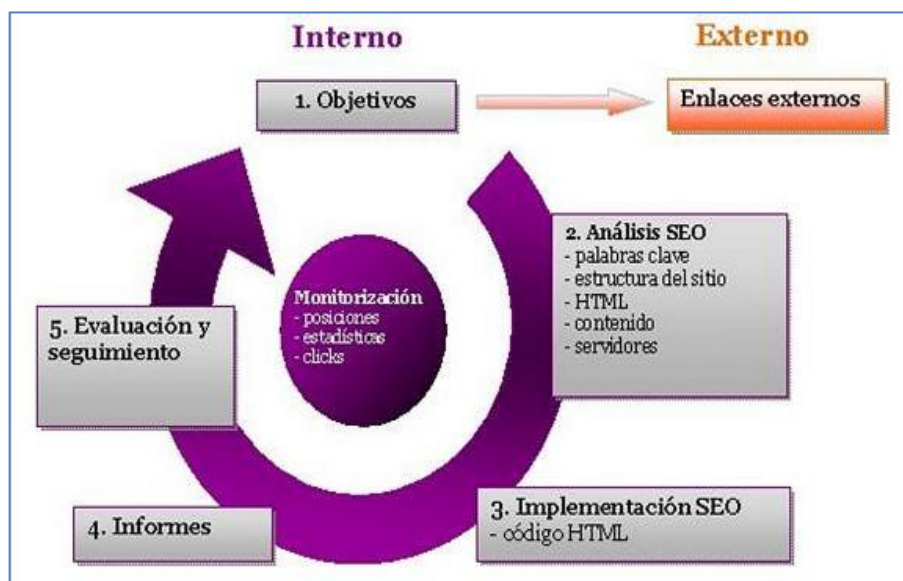 Interno
Externo
1. Objetivos
Enlaces externos
2. Análisis SEO
- palabras clave
- estructura del sitio
- HTML
- contenido
- servidores
Monitorización
- posiciones
- estadísticas
- clicks
5. Evaluación y
seguimiento
3. Implementación SEO
- código HTML
4. Informes